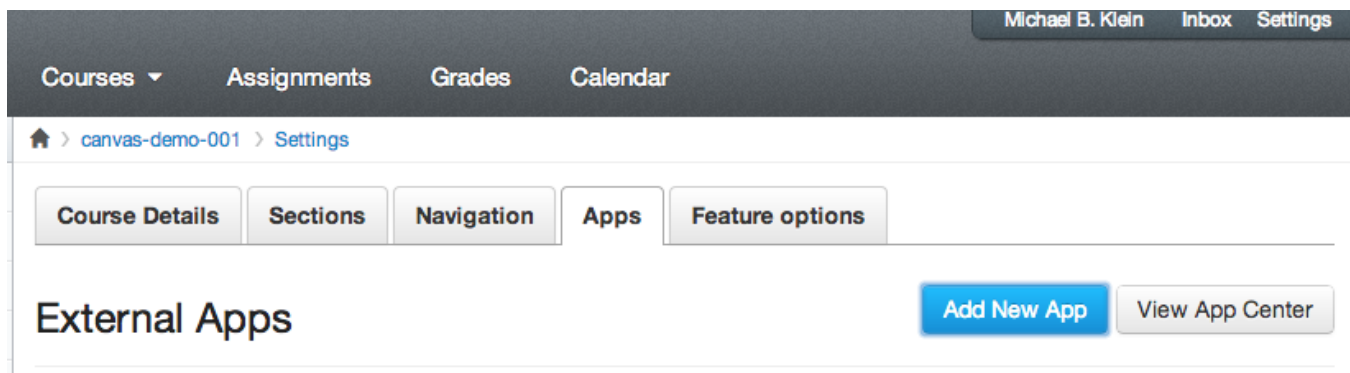 Michael B. Klein Inbox Settings
Courses Assignments Grades Calendar
canvas-demo-001 Settings
Course Details Sections Navigation Apps Feature options
External Apps Add New App View App Center